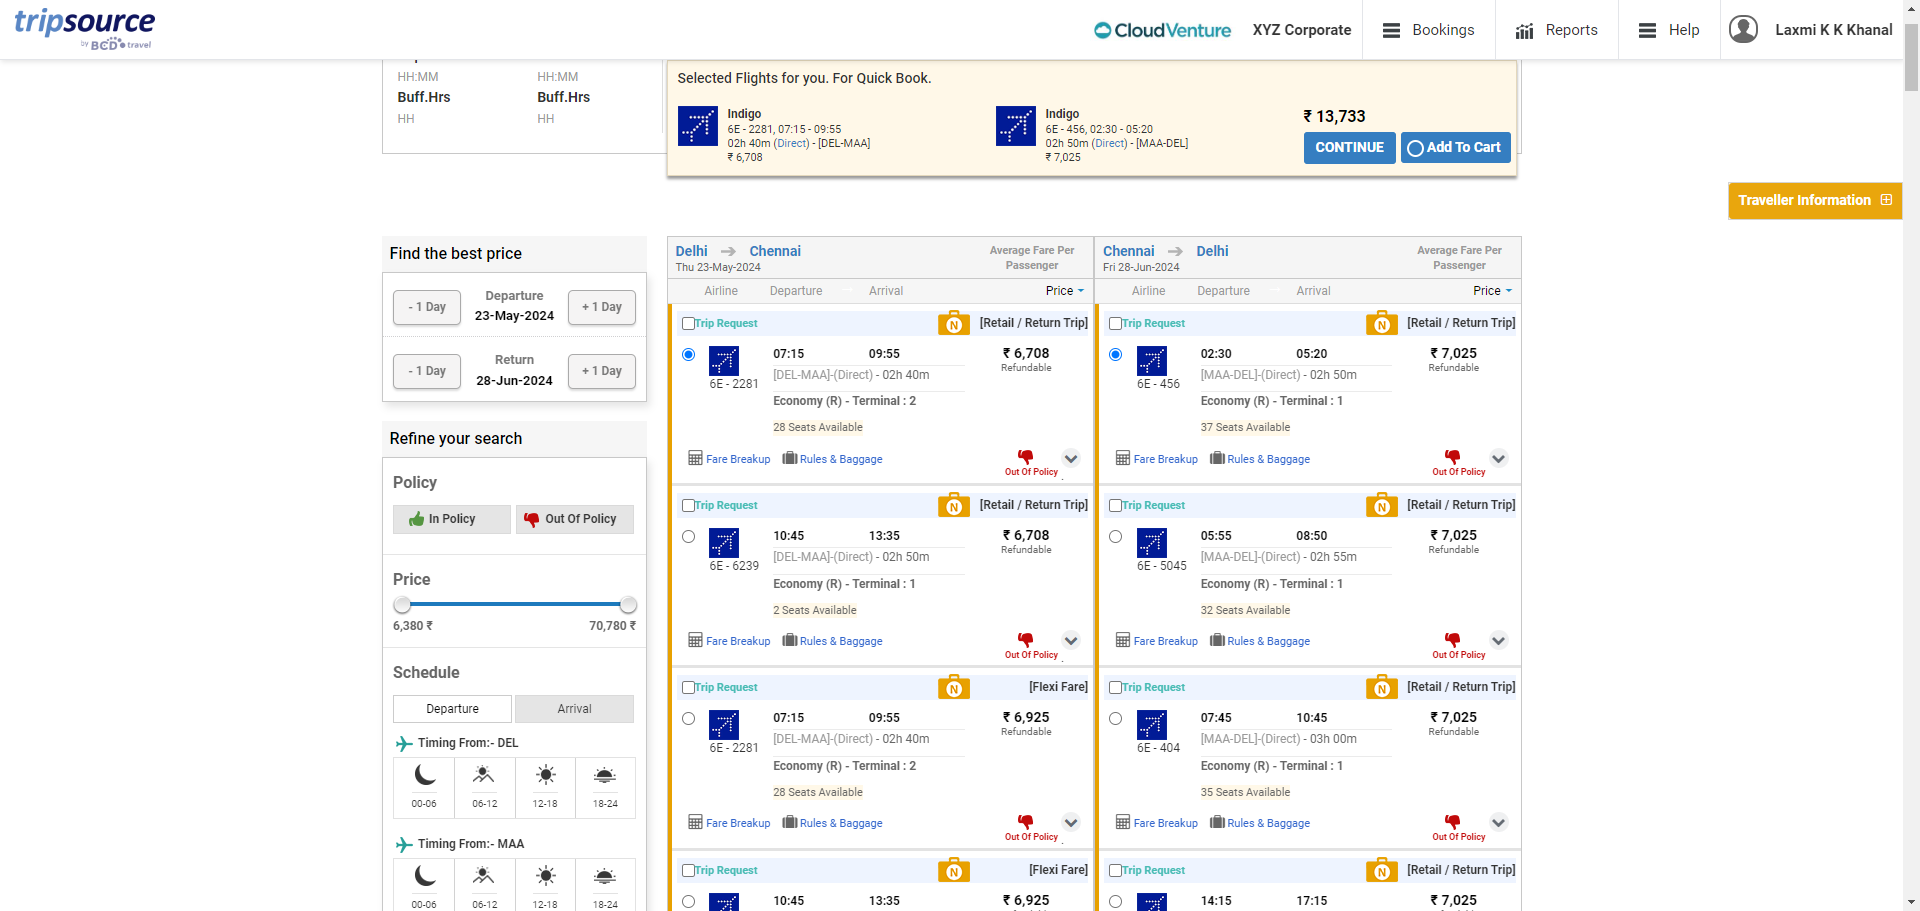 tripsource
by BCD travel
CloudVenture
XYZ Corporate
Bookings
Reports
Help
Laxmi K K Khanal
HH:MM
HH:MM
Buff.Hrs
Buff.Hrs
HH
HH
Selected Flights for you. For Quick Book.
Indigo
6E - 2281, 07:15 - 09:55
02h 40m (Direct) - [DEL-MAA]
₹ 6,708
Indigo
6E - 456, 02:30 - 05:20
02h 50m (Direct) - [MAA-DEL]
₹ 7,025
₹ 13,733
CONTINUE
Add To Cart
Traveller Information
Find the best price
- 1 Day
Departure
23-May-2024
+ 1 Day
- 1 Day
Return
28-Jun-2024
+ 1 Day
Refine your search
Policy
In Policy
Out Of Policy
Price
6,380 ₹
70,780 ₹
Schedule
Departure
Arrival
Timing From:- DEL
00-06
06-12
12-18
18-24
Timing From:- MAA
00-06
06-12
12-18
18-24
Delhi
Chennai
Thu 23-May-2024
Average Fare Per
Passenger
Airline
Departure
Arrival
Price
Trip Request
N
[Retail / Return Trip]
07:15
09:55
₹ 6,708
Refundable
[DEL-MAA]-(Direct) - 02h 40m
6E - 2281
Economy (R) - Terminal : 2
28 Seats Available
Fare Breakup
Rules & Baggage
Out Of Policy
Trip Request
N
[Retail / Return Trip]
10:45
13:35
₹ 6,708
Refundable
[DEL-MAA]-(Direct) - 02h 50m
6E - 6239
Economy (R) - Terminal : 1
2 Seats Available
Fare Breakup
Rules & Baggage
Out Of Policy
Trip Request
N
[Flexi Fare]
07:15
09:55
₹ 6,925
Refundable
[DEL-MAA]-(Direct) - 02h 40m
6E - 2281
Economy (R) - Terminal : 2
28 Seats Available
Fare Breakup
Rules & Baggage
Out Of Policy
Trip Request
N
[Flexi Fare]
10:45
13:35
₹ 6,925
Chennai
Delhi
Fri 28-Jun-2024
Average Fare Per
Passenger
Airline
Departure
Arrival
Price
Trip Request
N
[Retail / Return Trip]
02:30
05:20
₹ 7,025
Refundable
[MAA-DEL]-(Direct) - 02h 50m
6E - 456
Economy (R) - Terminal : 1
37 Seats Available
Fare Breakup
Rules & Baggage
Out Of Policy
Trip Request
N
[Retail / Return Trip]
05:55
08:50
₹ 7,025
Refundable
[MAA-DEL]-(Direct) - 02h 55m
6E - 5045
Economy (R) - Terminal : 1
32 Seats Available
Fare Breakup
Rules & Baggage
Out Of Policy
Trip Request
N
[Retail / Return Trip]
07:45
10:45
₹ 7,025
Refundable
[MAA-DEL]-(Direct) - 03h 00m
6E - 404
Economy (R) - Terminal : 1
35 Seats Available
Fare Breakup
Rules & Baggage
Out Of Policy
Trip Request
N
[Retail / Return Trip]
14:15
17:15
₹ 7,025